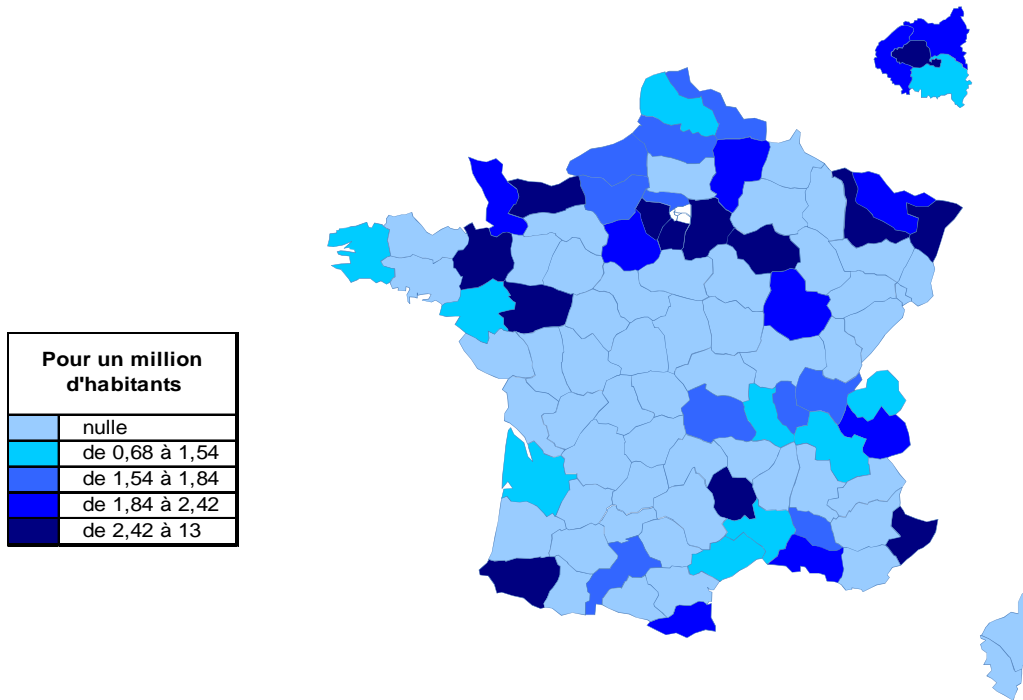 Pour un million
d'habitants
nulle
de 0,68 à 1,54
de 1,54 à 1,84
de 1,84 à 2,42
de 2,42 à 13